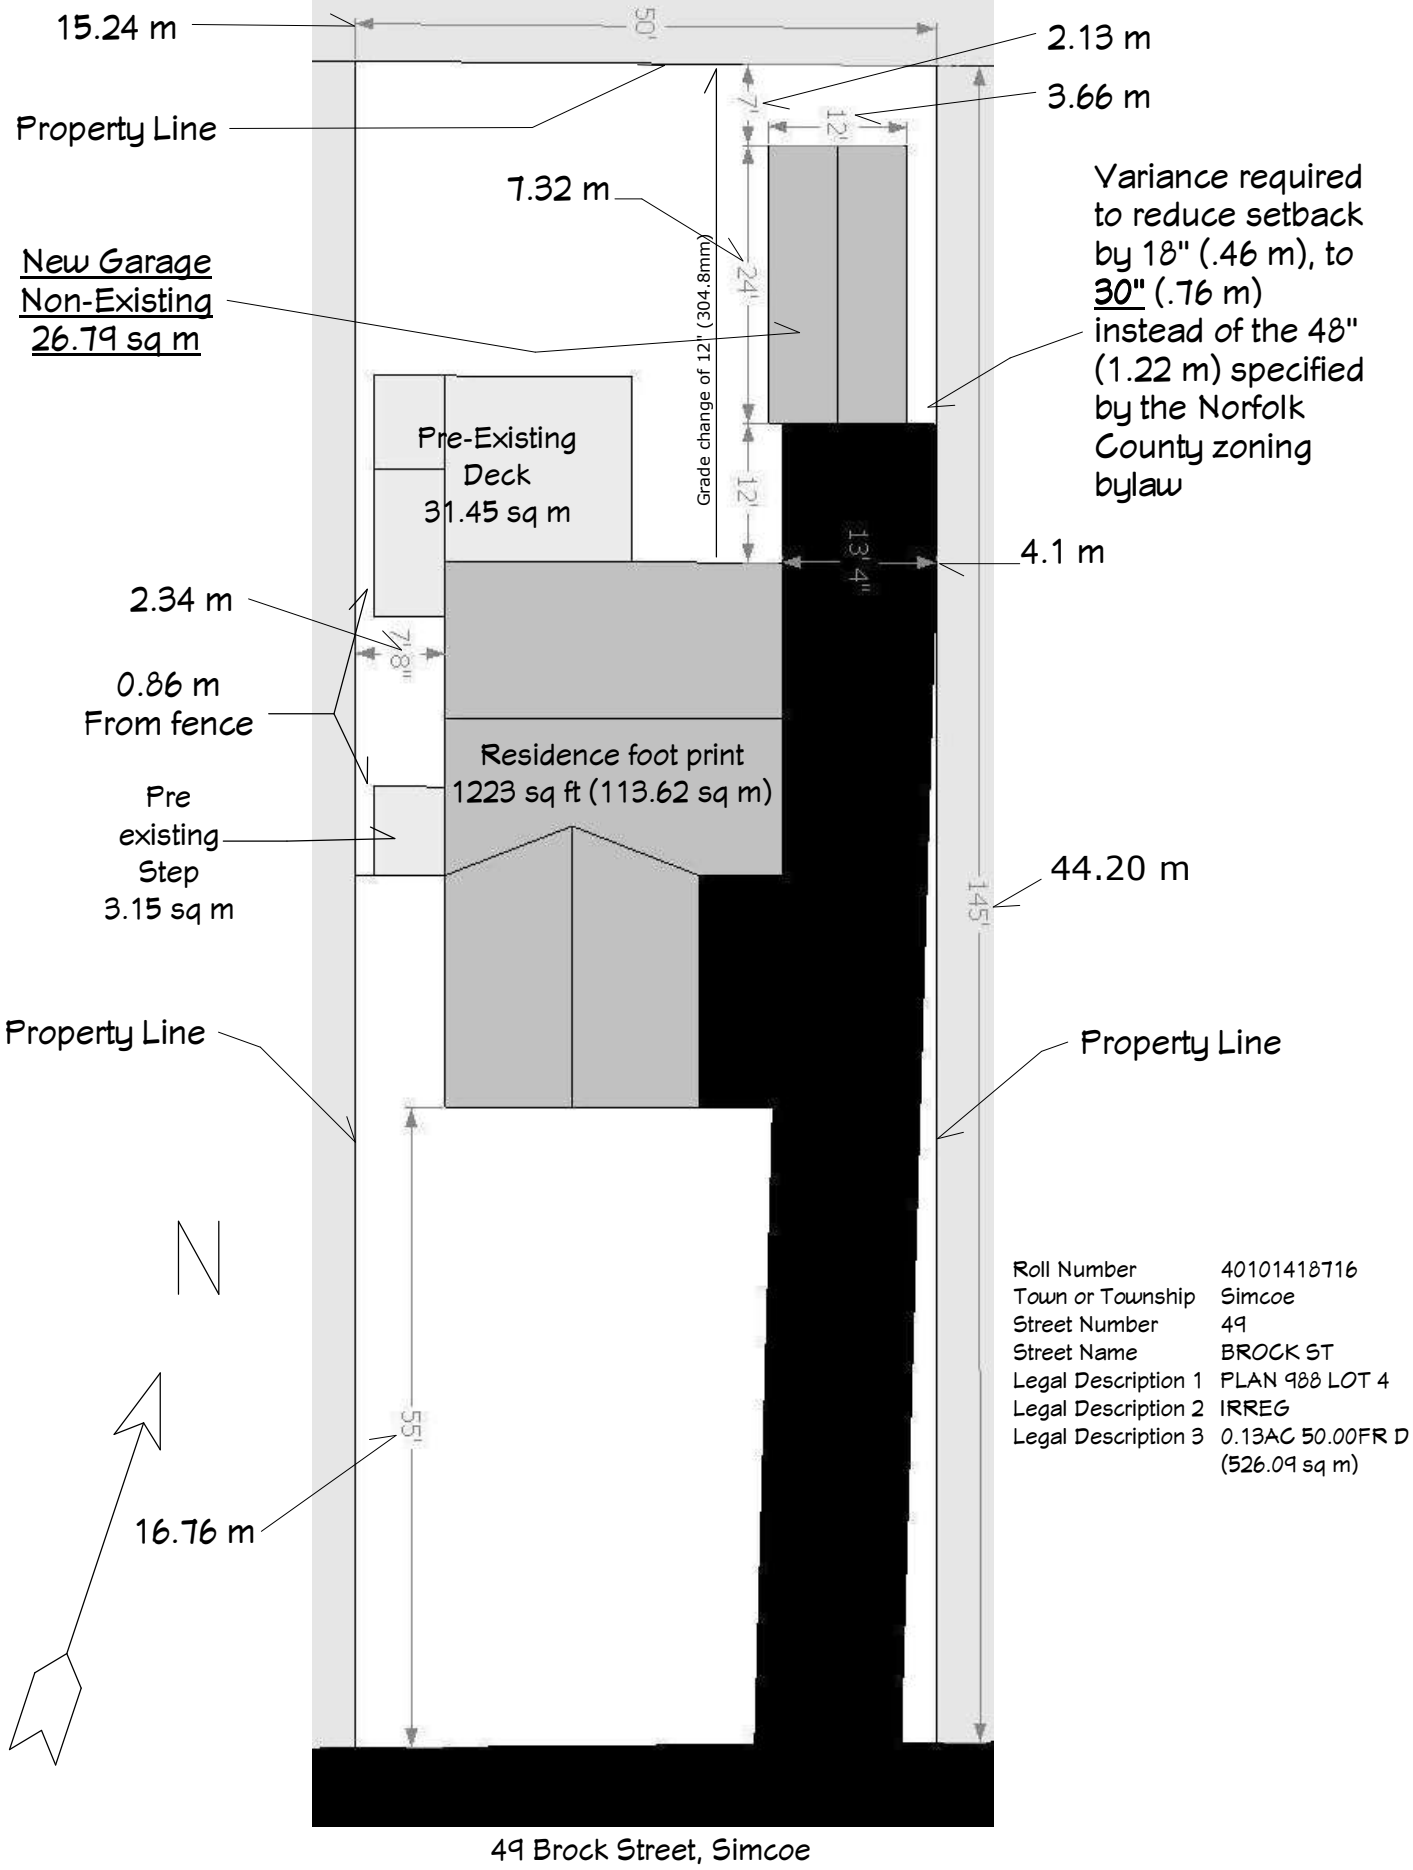 15.24 m
50'
2.13 m
7'
3.66 m
12'
Property Line
7.32 m
24'
Variance required
to reduce setback
by 18" (.46 m), to
30" (.76 m)
instead of the 48"
(1.22 m) specified
by the Norfolk
County zoning
bylaw
New Garage
Non-Existing
26.79 sq m
Grade change of 12" (304.8mm)
Pre-Existing
Deck
31.45 sq m
12'
13' 4"
4.1 m
2.34 m
7' 8"
0.86 m
From fence
Residence foot print
1223 sq ft (113.62 sq m)
Pre
existing
Step
3.15 sq m
145'
44.20 m
Property Line
Property Line
N
55'
16.76 m
Roll Number 40101418716
Town or Township Simcoe
Street Number 49
Street Name BROCK ST
Legal Description 1 PLAN 988 LOT 4
Legal Description 2 IRREG
Legal Description 3 0.13AC 50.00FR D
(526.09 sq m)
49 Brock Street, Simcoe